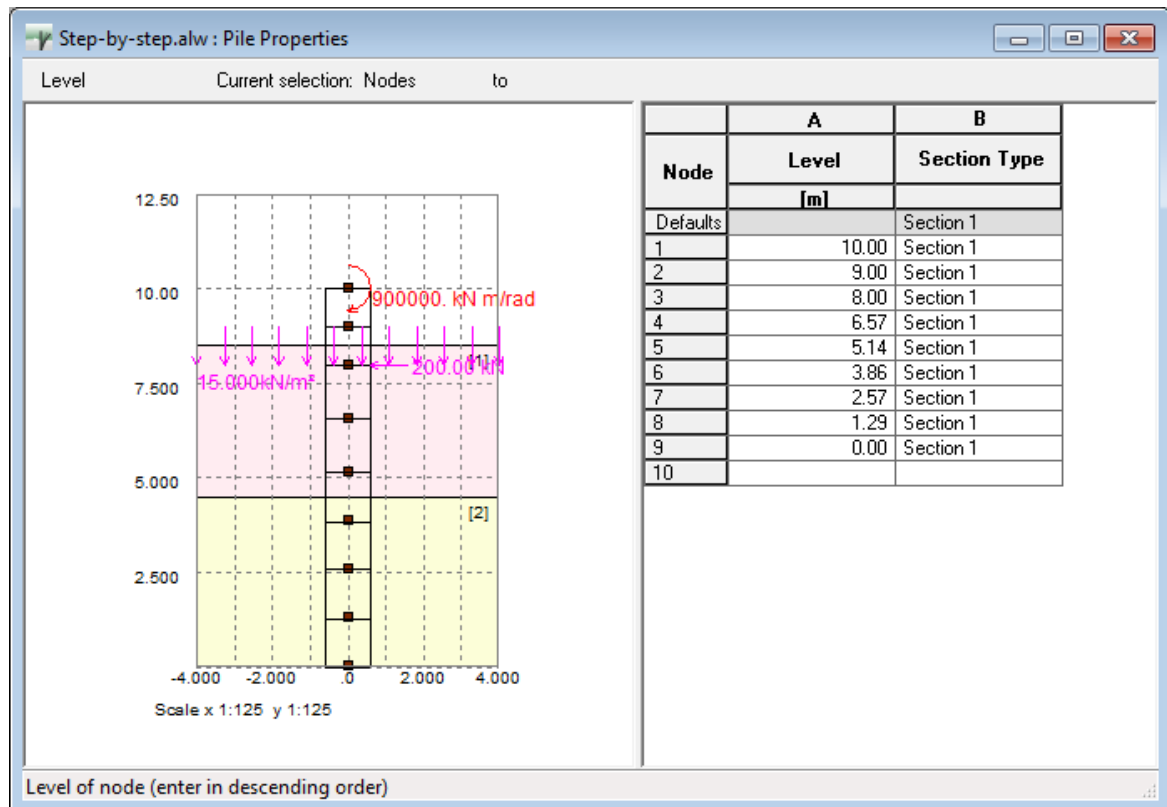 Step-by-step.alw : Pile Properties
Level Current selection: Nodes to
12.50
10.00
900000. kN m/rad
[1]
200.00 kN
15.000kN/m²
7.500
5.000
[2]
2.500
-4.000 -2.000 .0 2.000 4.000
Scale x 1:125 y 1:125
A B
Node Level Section Type
[m]
Defaults Section 1
1 10.00 Section 1
2 9.00 Section 1
3 8.00 Section 1
4 6.57 Section 1
5 5.14 Section 1
6 3.86 Section 1
7 2.57 Section 1
8 1.29 Section 1
9 0.00 Section 1
10
Level of node (enter in descending order)